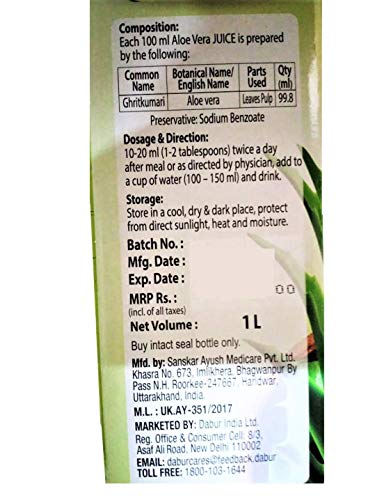 Composition:
Each 100 ml Aloe Vera JUICE is prepared
by the following:
Common Name Botanical Name/ English Name Parts Used Qty (ml)
Ghritkumari Aloe vera Leaves Pulp 99.8
Preservative: Sodium Benzoate
Dosage & Direction:
10-20 ml (1-2 tablespoons) twice a day
after meal or as directed by physician, add to
a cup of water (100 – 150 ml) and drink.
Storage:
Store in a cool, dry & dark place, protect
from direct sunlight, heat and moisture.
Batch No. :
Mfg. Date :
Exp. Date :
MRP Rs. : 00
(incl. of all taxes)
Net Volume : 1 L
Buy intact seal bottle only.
Mfd. by: Sanskar Ayush Medicare Pvt. Ltd.
Khasra No. 673, Imlikhera, Bhagwanpur By
Pass N.H. Roorkee-247667, Haridwar,
Uttarakhand, India.
M.L. : UK.AY-351/2017
MARKETED BY: Dabur India Ltd.
Reg. Office & Consumer Cell: 8/3,
Asaf Ali Road, New Delhi 110002
EMAIL: daburcares@feedback.dabur
TOLL FREE: 1800-103-1644